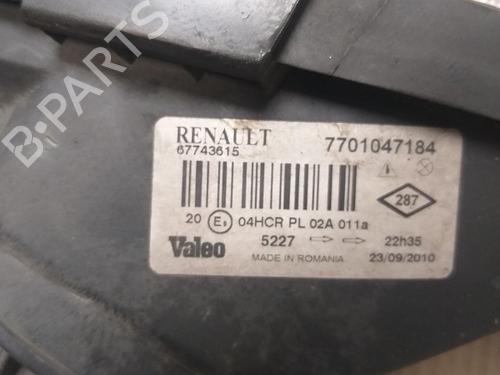 B-PARTS
RENAULT 7701047184
67743615
287
20 E 04HCR PL 02A 011a
5227 22h35
Valeo MADE IN ROMANIA 23/09/2010